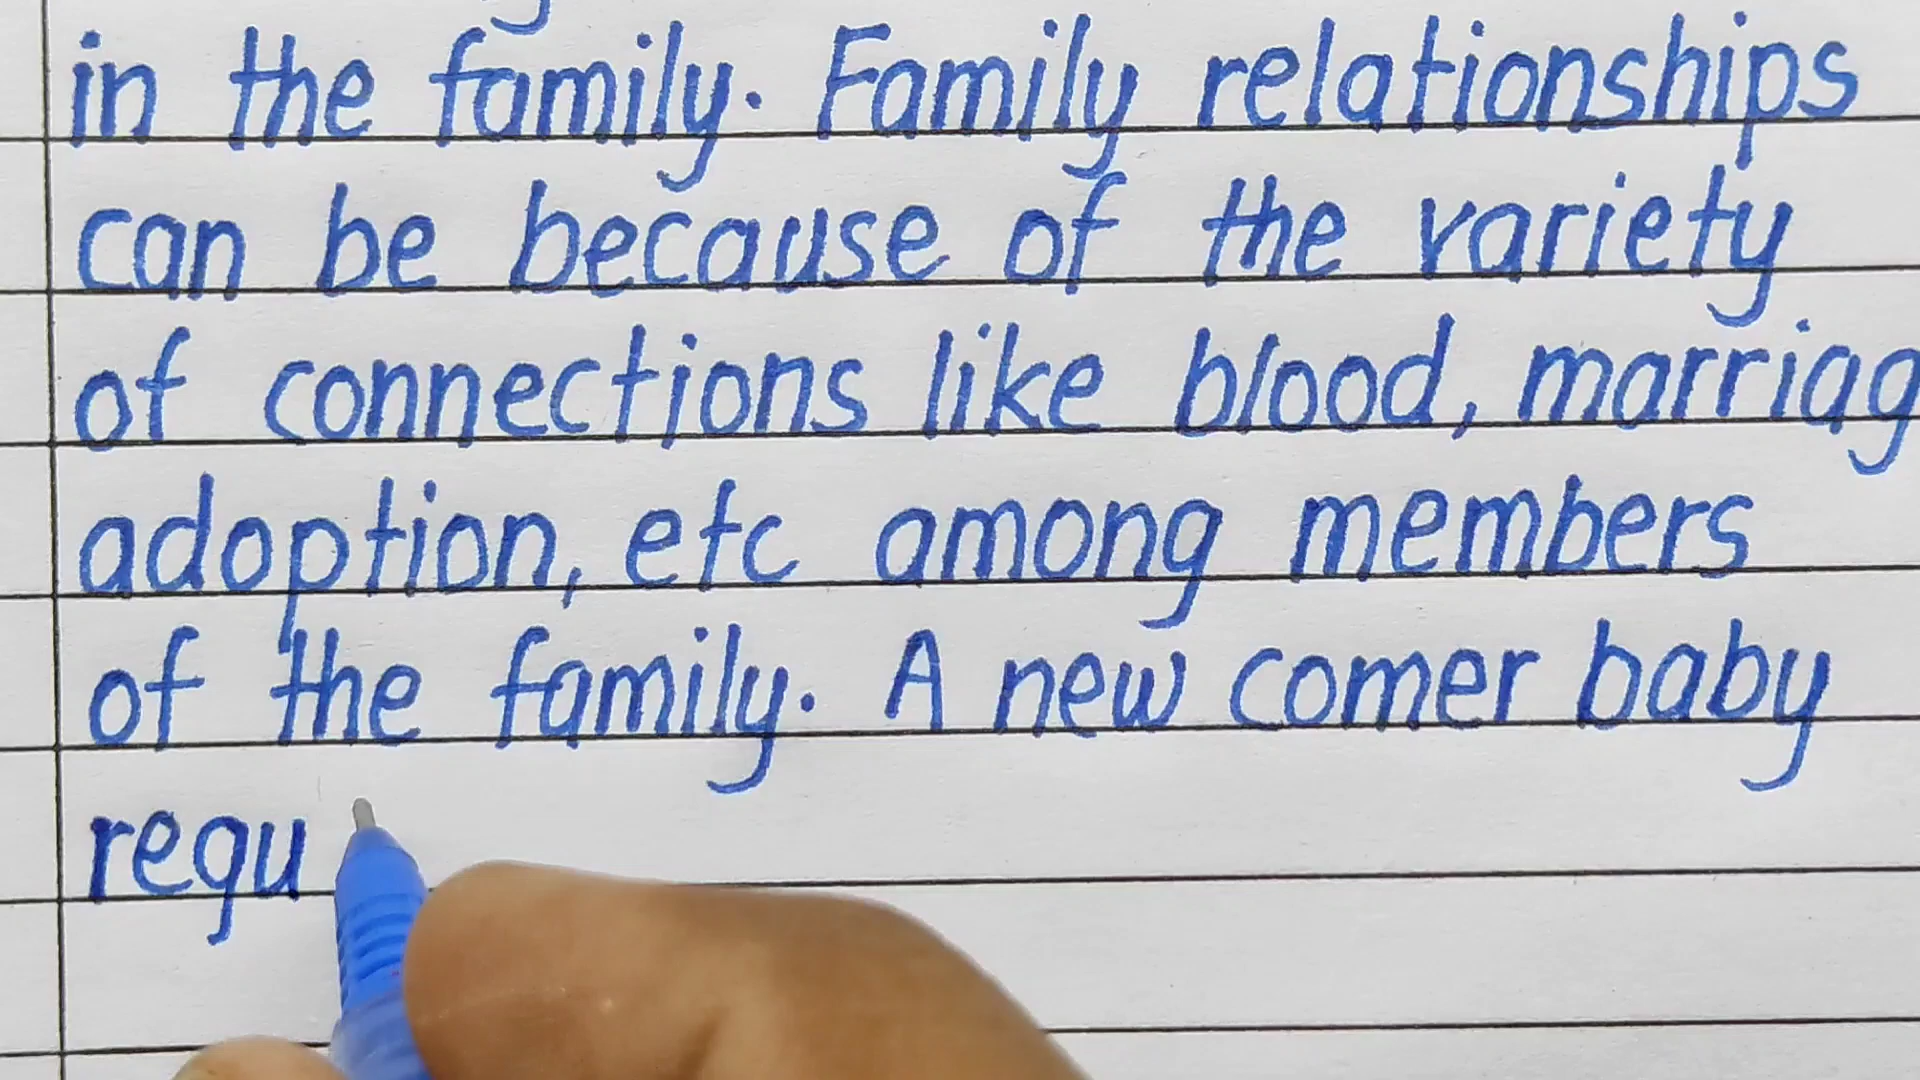 in the family. Family relationships
can be because of the variety
of connections like blood, marriag
adoption, etc among members
of the family. A new comer baby
requ